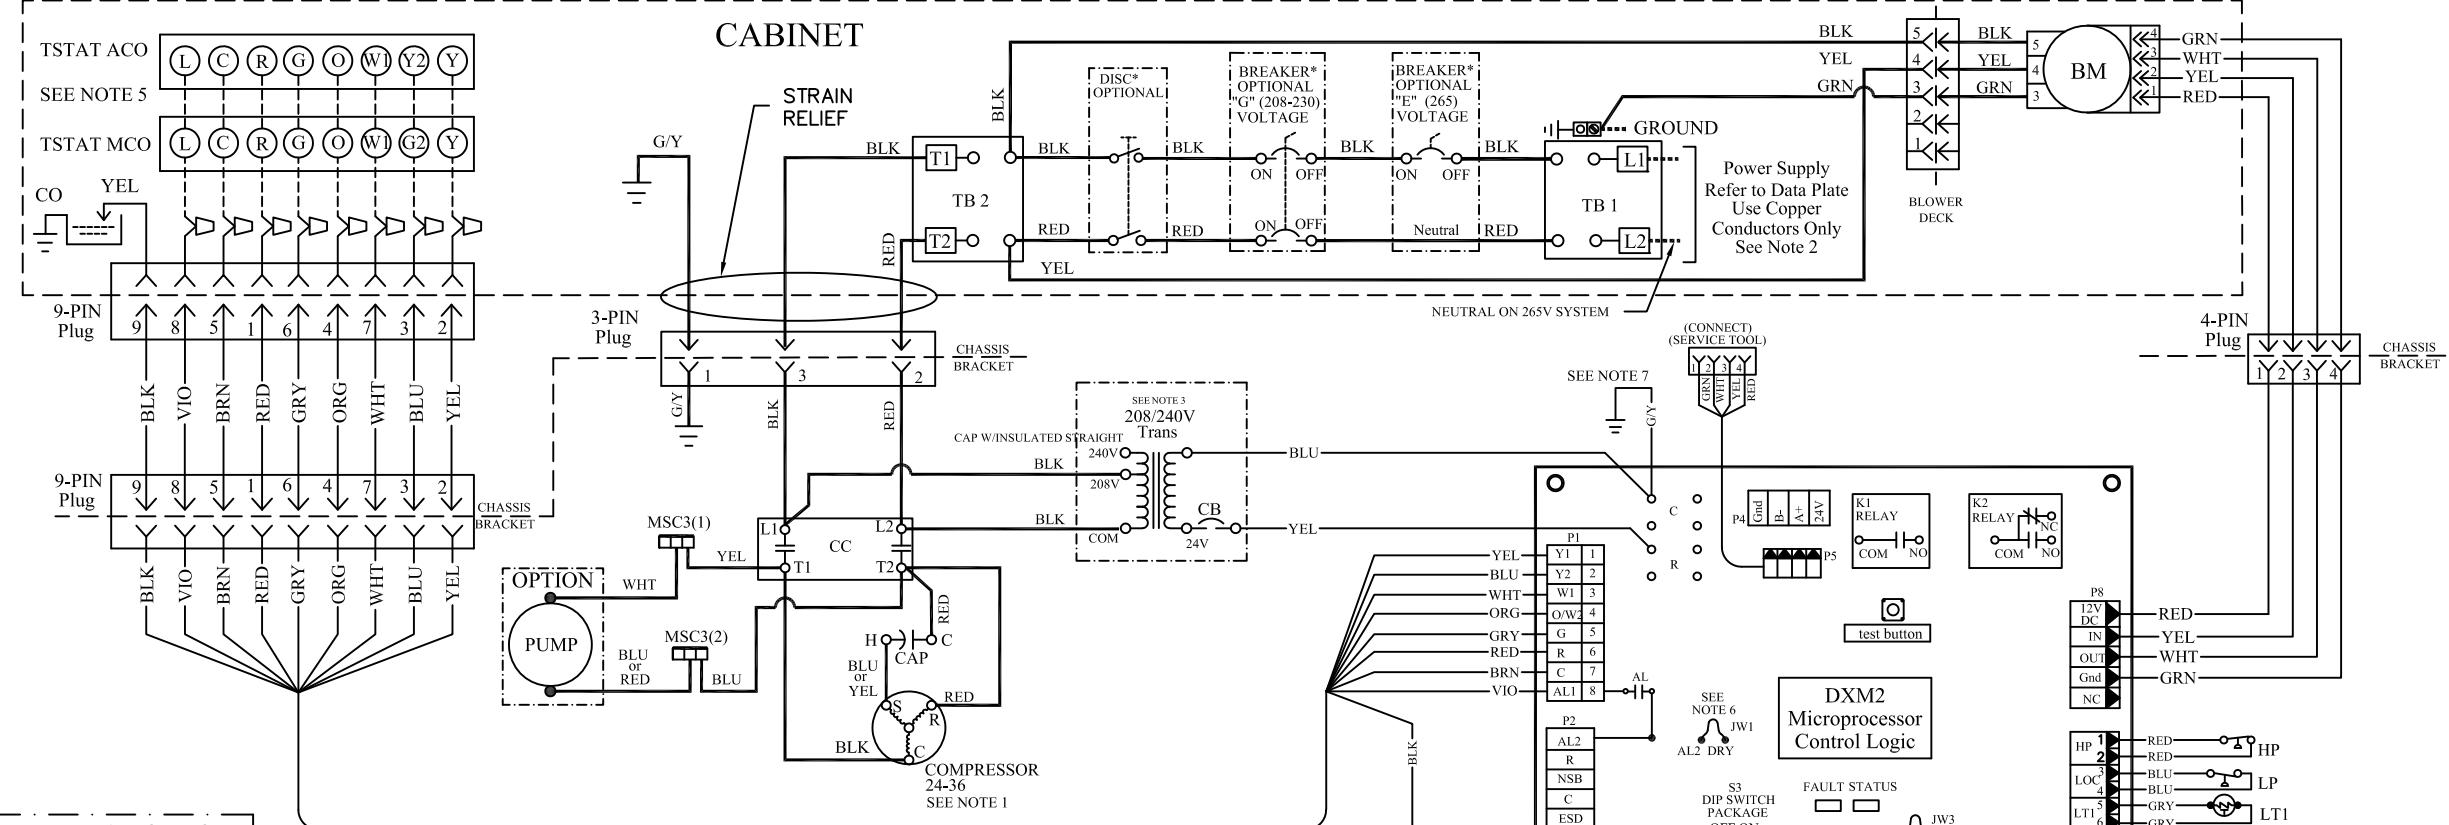 CABINET
TSTAT ACO
L C R G O W1 Y2 Y
SEE NOTE 5
TSTAT MCO
L C R G O W1 G2 Y
CO
YEL
9-PIN
Plug
9 8 5 1 6 4 7 3 2
BLK VIO BRN RED GRY ORG WHT BLU YEL
9-PIN
Plug
9 8 5 1 6 4 7 3 2
CHASSIS
BRACKET
BLK VIO BRN RED GRY ORG WHT BLU YEL
STRAIN
RELIEF
G/Y
BLK
RED
3-PIN
Plug
1 3 2
CHASSIS
BRACKET
G/Y
BLK
RED
BLK
T1
TB 2
T2
BLK
RED
YEL
DISC*
OPTIONAL
BLK
RED
BREAKER*
OPTIONAL
"G" (208-230)
VOLTAGE
ON OFF
ON OFF
BLK
BREAKER*
OPTIONAL
"E" (265)
VOLTAGE
ON OFF
Neutral
BLK
RED
GROUND
L1
TB 1
L2
Power Supply
Refer to Data Plate
Use Copper
Conductors Only
See Note 2
NEUTRAL ON 265V SYSTEM
BLK
YEL
GRN
5
4
3
2
1
BLOWER
DECK
BLK
YEL
GRN
5
4
3
BM
4
3
2
1
GRN
WHT
YEL
RED
4-PIN
Plug
1 2 3 4
CHASSIS
BRACKET
SEE NOTE 3
208/240V
Trans
CAP W/INSULATED STRAIGHT
240V
BLK
208V
BLK
COM
CB
24V
BLU
YEL
MSC3(1)
YEL
WHT
OPTION
PUMP
MSC3(2)
BLU
or
RED
BLU
L1
L2
CC
T1
T2
RED
H
C
CAP
BLU
or
YEL
RED
S
R
C
BLK
COMPRESSOR
24-36
SEE NOTE 1
SEE NOTE 7
G/Y
(CONNECT)
(SERVICE TOOL)
1 2 3 4
GRN WHT YEL RED
C
R
P4
Gnd B- A+ 24V
P5
K1
RELAY
COM NO
K2
RELAY
NC
COM NO
test button
P1
YEL Y1 1
BLU Y2 2
WHT W1 3
ORG O/W2 4
GRY G 5
RED R 6
BRN C 7
VIO AL1 8
AL
BLK
P2
AL2
R
NSB
C
ESD
SEE
NOTE 6
JW1
AL2 DRY
DXM2
Microprocessor
Control Logic
S3
DIP SWITCH
PACKAGE
OFF ON
FAULT STATUS
JW3
P8
12V
DC
RED
IN
YEL
OUT
WHT
Gnd
GRN
NC
HP
1 RED
2 RED
HP
LOC
3 BLU
4 BLU
LP
LT1
5 GRY
6 GRY
LT1